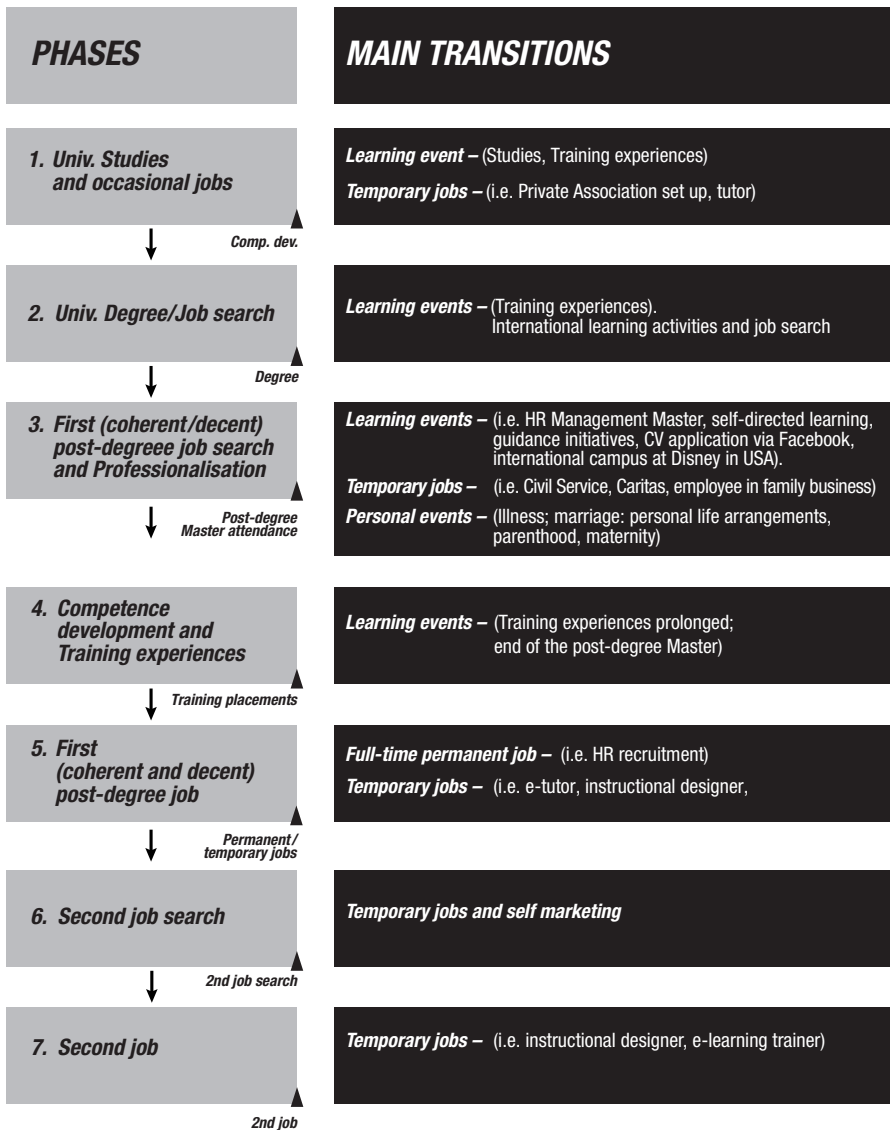 PHASES
MAIN TRANSITIONS
1. Univ. Studies
and occasional jobs
Learning event – (Studies, Training experiences)
Temporary jobs – (i.e. Private Association set up, tutor)
Comp. dev.
2. Univ. Degree/Job search
Learning events – (Training experiences).
International learning activities and job search
Degree
3. First (coherent/decent)
post-degreee job search
and Professionalisation
Learning events – (i.e. HR Management Master, self-directed learning,
guidance initiatives, CV application via Facebook,
international campus at Disney in USA).
Temporary jobs – (i.e. Civil Service, Caritas, employee in family business)
Personal events – (Illness; marriage: personal life arrangements,
parenthood, maternity)
Post-degree
Master attendance
4. Competence
development and
Training experiences
Learning events – (Training experiences prolonged;
end of the post-degree Master)
Training placements
5. First
(coherent and decent)
post-degree job
Full-time permanent job – (i.e. HR recruitment)
Temporary jobs – (i.e. e-tutor, instructional designer,
Permanent/
temporary jobs
6. Second job search
Temporary jobs and self marketing
2nd job search
7. Second job
Temporary jobs – (i.e. instructional designer, e-learning trainer)
2nd job